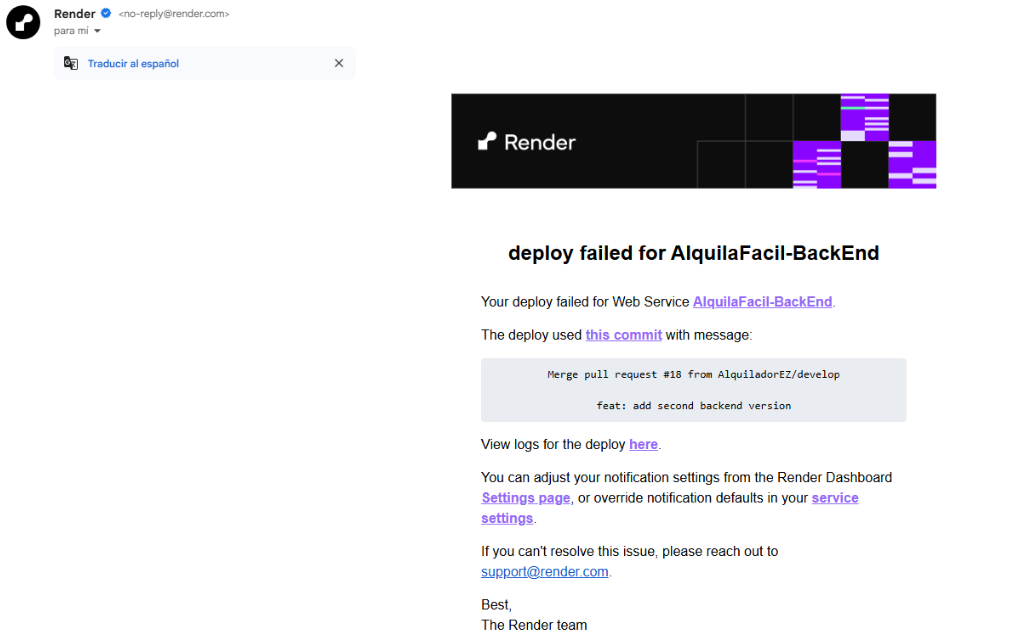 Render <no-reply@render.com>
para mí
Traducir al español
Render
deploy failed for AlquilaFacil-BackEnd
Your deploy failed for Web Service AlquilaFacil-BackEnd.
The deploy used this commit with message:
Merge pull request #18 from AlquiladorEZ/develop
feat: add second backend version
View logs for the deploy here.
You can adjust your notification settings from the Render Dashboard
Settings page, or override notification defaults in your service
settings.
If you can't resolve this issue, please reach out to
support@render.com.
Best,
The Render team